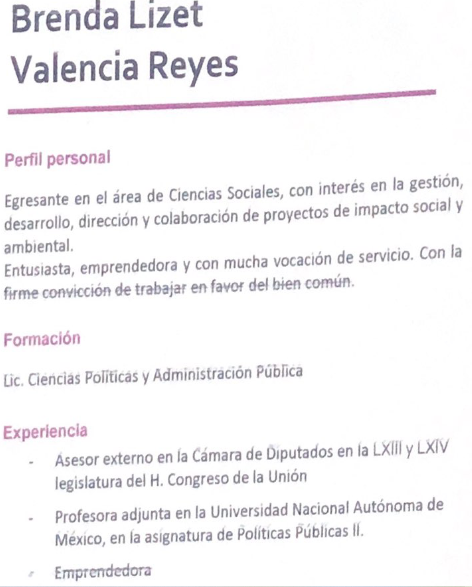 Brenda Lizet
Valencia Reyes
Perfil personal
Egresante en el área de Ciencias Sociales, con interés en la gestión,
desarrollo, dirección y colaboración de proyectos de impacto social y
ambiental.
Entusiasta, emprendedora y con mucha vocación de servicio. Con la
firme convicción de trabajar en favor del bien común.
Formación
Lic. Ciencias Políticas y Administración Pública
Experiencia
- Asesor externo en la Cámara de Diputados en la LXIII y LXIV
legislatura del H. Congreso de la Unión
- Profesora adjunta en la Universidad Nacional Autónoma de
México, en la asignatura de Políticas Públicas II.
- Emprendedora